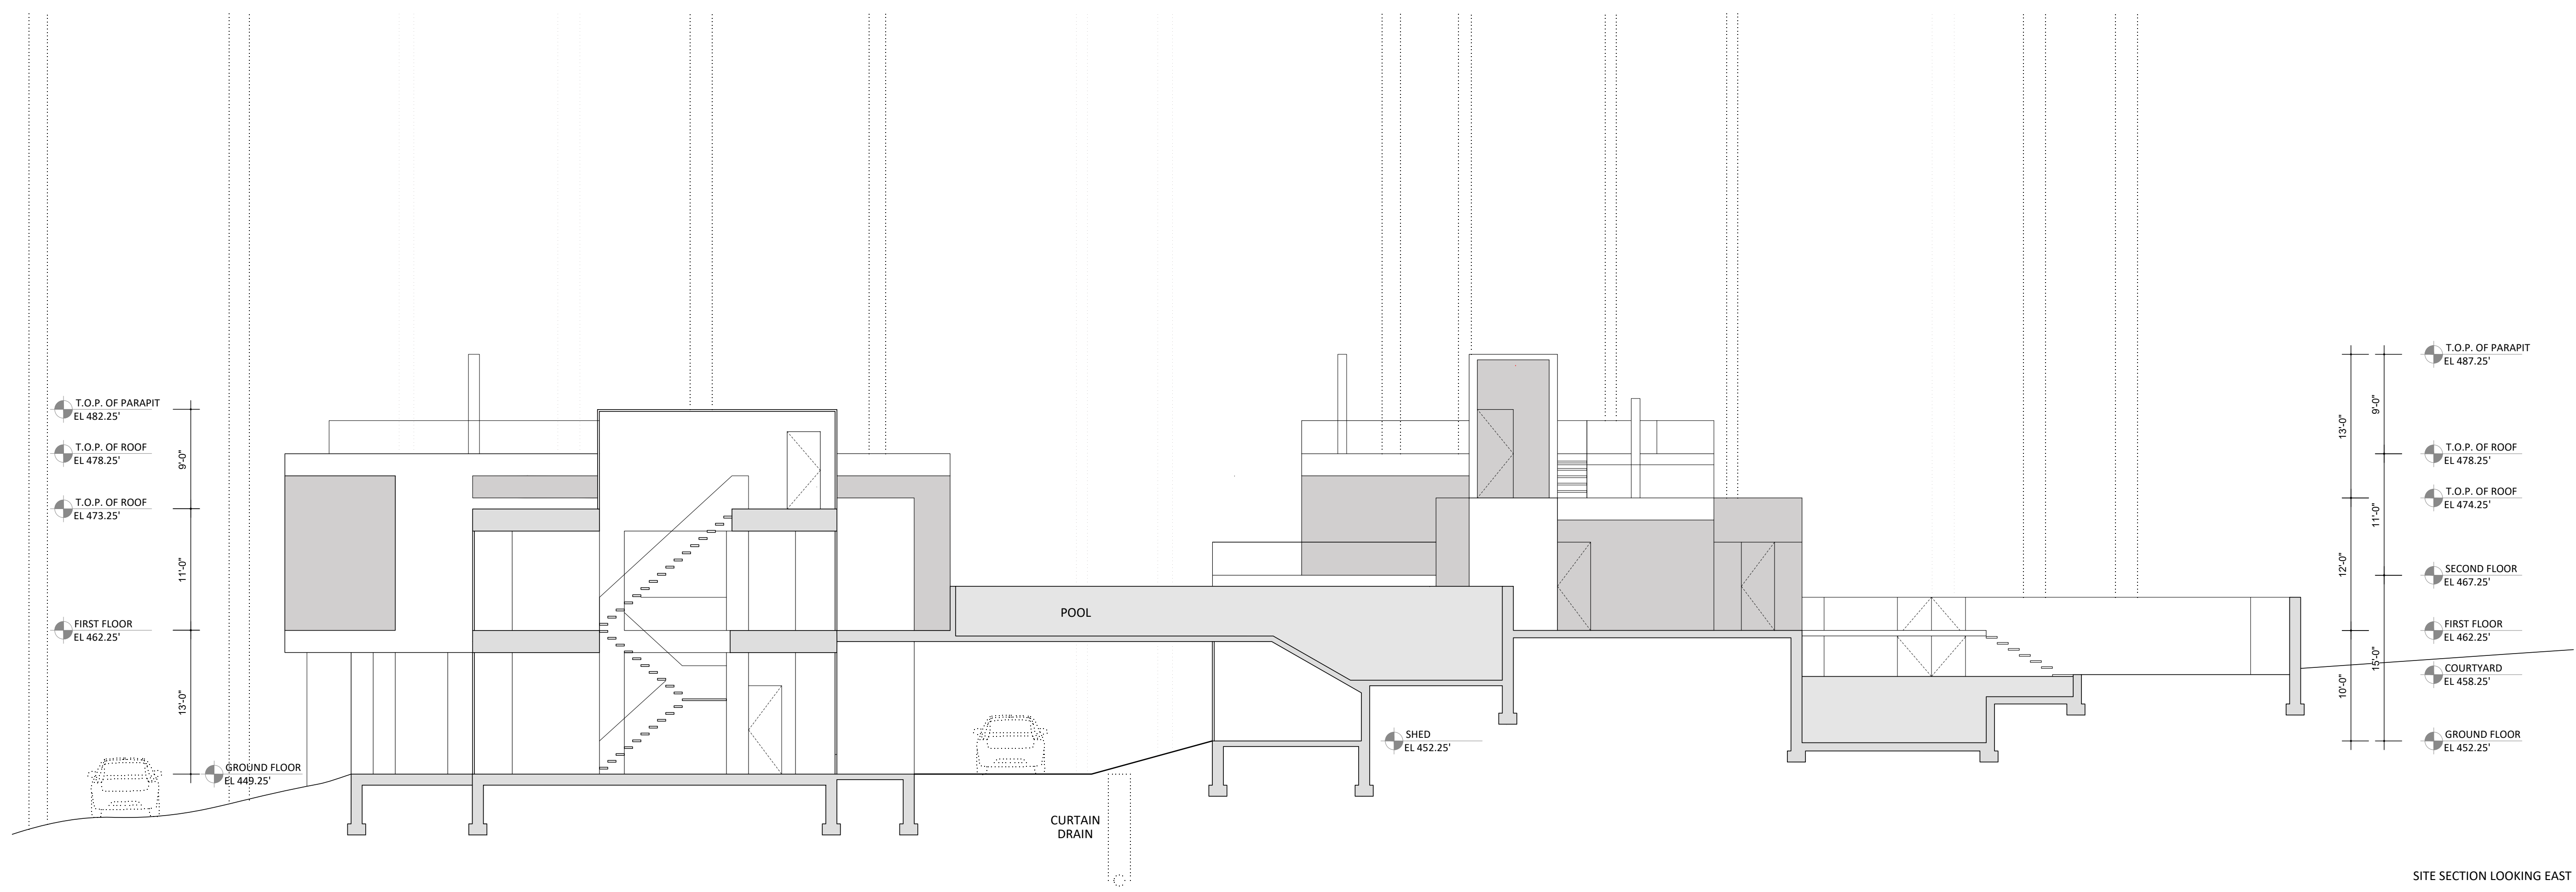 T.O.P. OF PARAPIT
EL 482.25'
T.O.P. OF ROOF
EL 478.25'
T.O.P. OF ROOF
EL 473.25'
FIRST FLOOR
EL 462.25'
GROUND FLOOR
EL 449.25'
9'-0"
11'-0"
13'-0"
POOL
CURTAIN
DRAIN
SHED
EL 452.25'
13'-0"
12'-0"
10'-0"
9'-0"
11'-0"
15'-0"
T.O.P. OF PARAPIT
EL 487.25'
T.O.P. OF ROOF
EL 478.25'
T.O.P. OF ROOF
EL 474.25'
SECOND FLOOR
EL 467.25'
FIRST FLOOR
EL 462.25'
COURTYARD
EL 458.25'
GROUND FLOOR
EL 452.25'
SITE SECTION LOOKING EAST